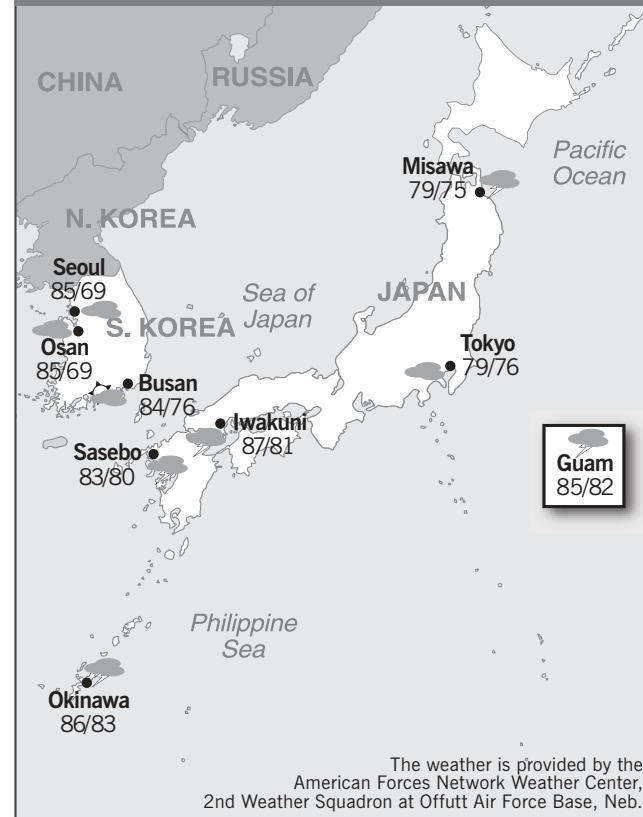 CHINA
RUSSIA
Pacific
Ocean
Misawa
79/75
N. KOREA
Seoul
85/69
Sea of
Japan
JAPAN
S. KOREA
Osan
85/69
Tokyo
79/76
Busan
84/76
Iwakuni
87/81
Sasebo
83/80
Guam
85/82
Philippine
Sea
Okinawa
86/83
The weather is provided by the
American Forces Network Weather Center,
2nd Weather Squadron at Offutt Air Force Base, Neb.